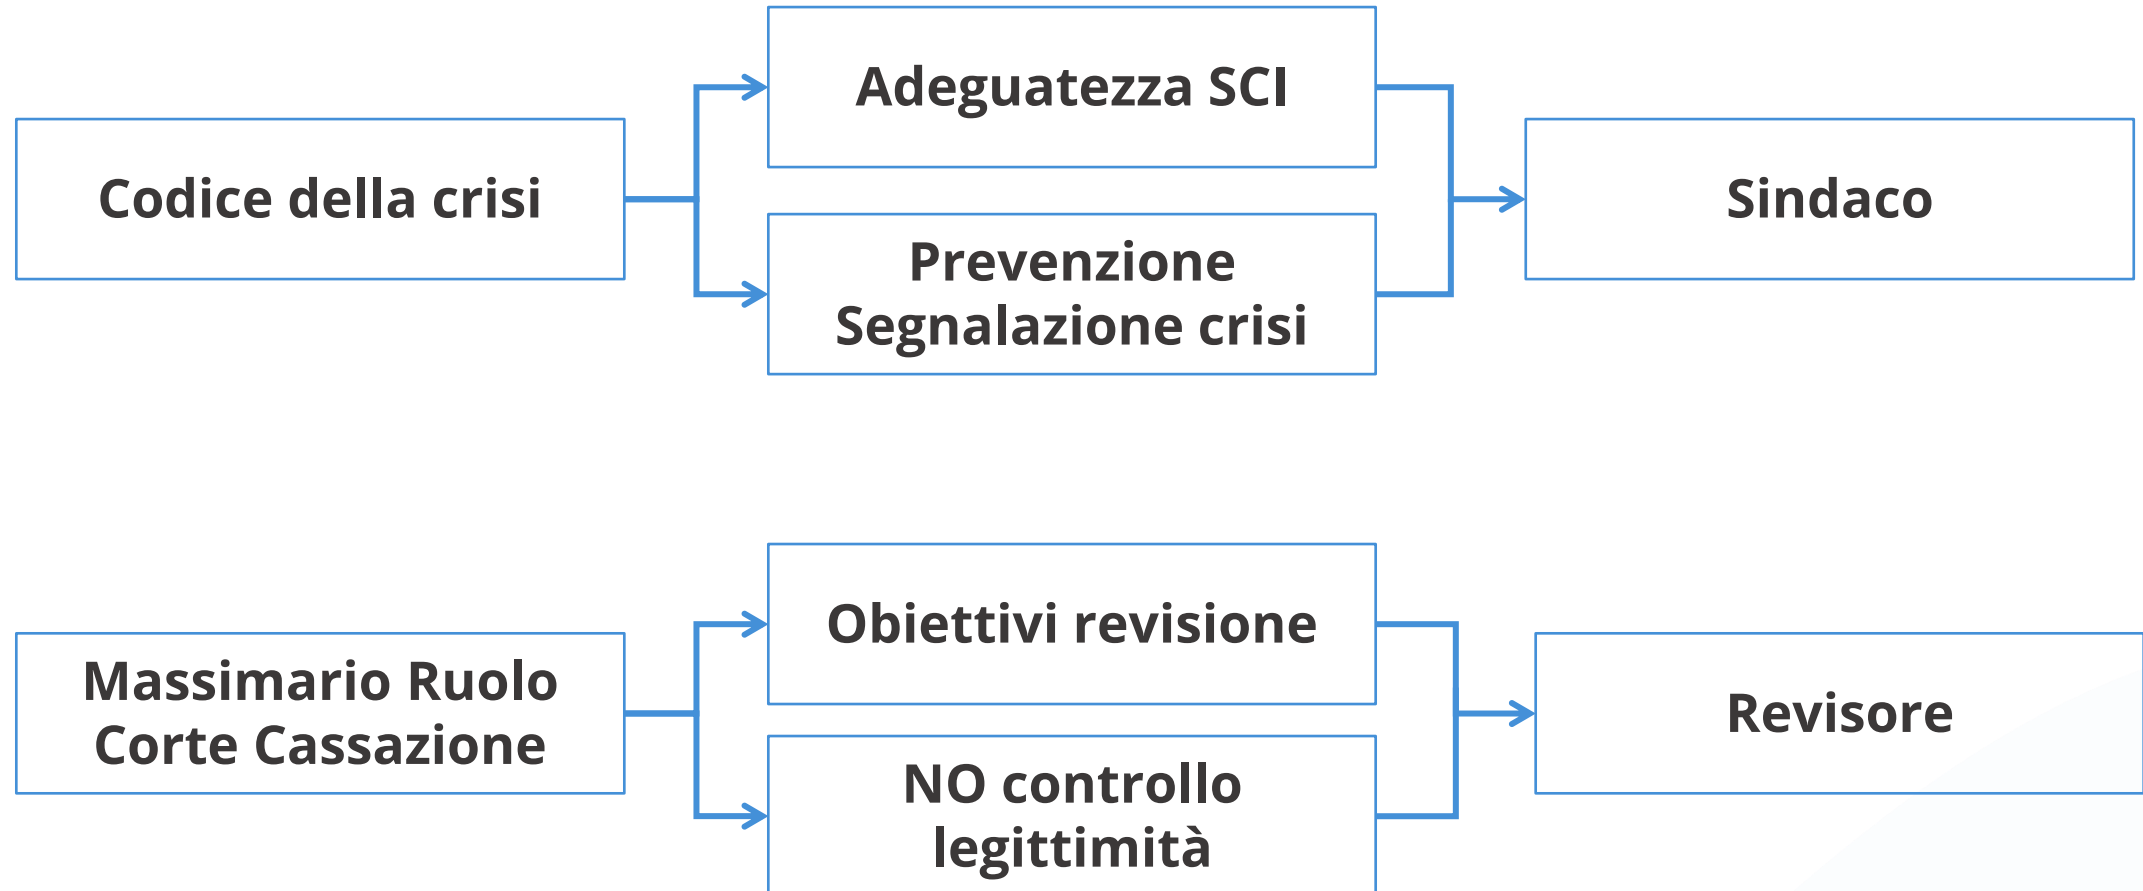 Codice della crisi
Adeguatezza SCI
Prevenzione
Segnalazione crisi
Sindaco
Massimario Ruolo
Corte Cassazione
Obiettivi revisione
NO controllo
legittimità
Revisore